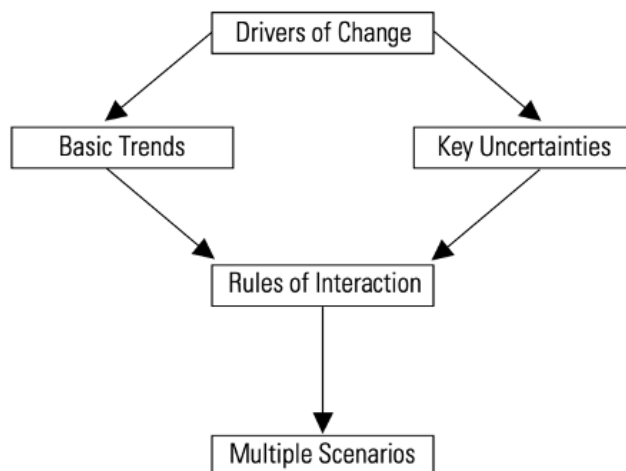 Drivers of Change
Basic Trends
Key Uncertainties
Rules of Interaction
Multiple Scenarios